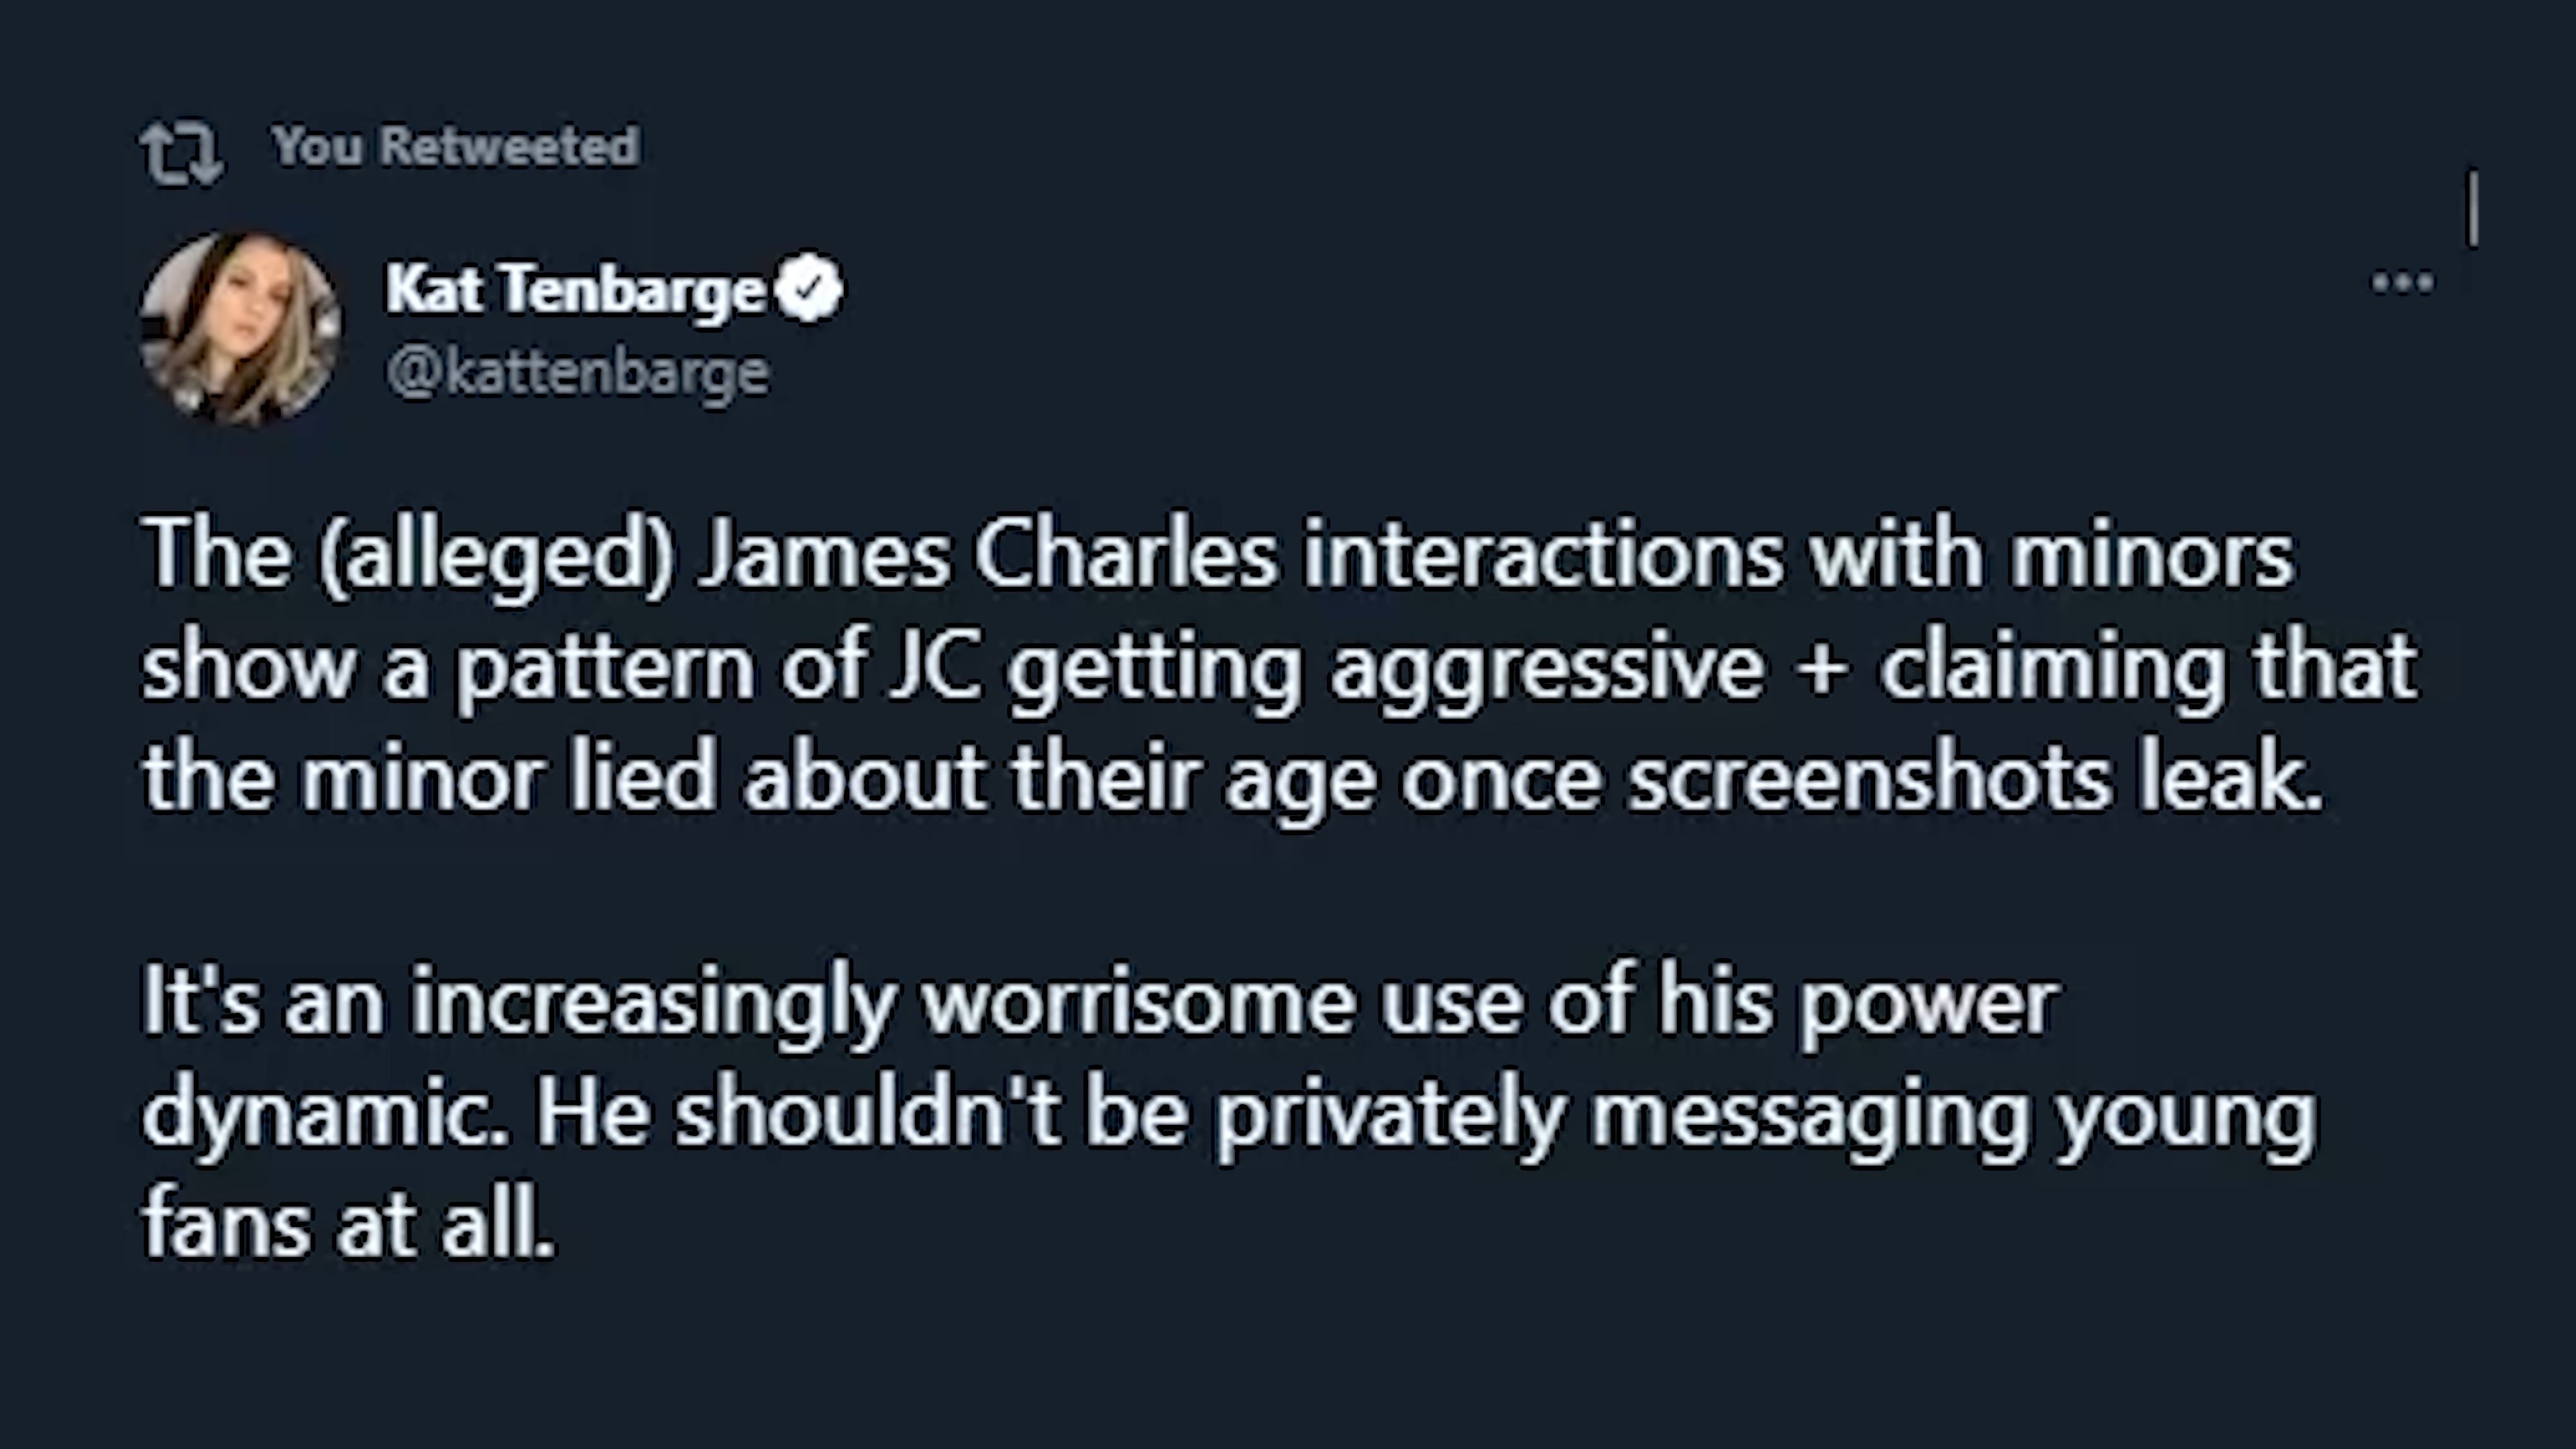 You Retweeted
Kat Tenbarge
@kattenbarge
The (alleged) James Charles interactions with minors
show a pattern of JC getting aggressive + claiming that
the minor lied about their age once screenshots leak.
It's an increasingly worrisome use of his power
dynamic. He shouldn't be privately messaging young
fans at all.